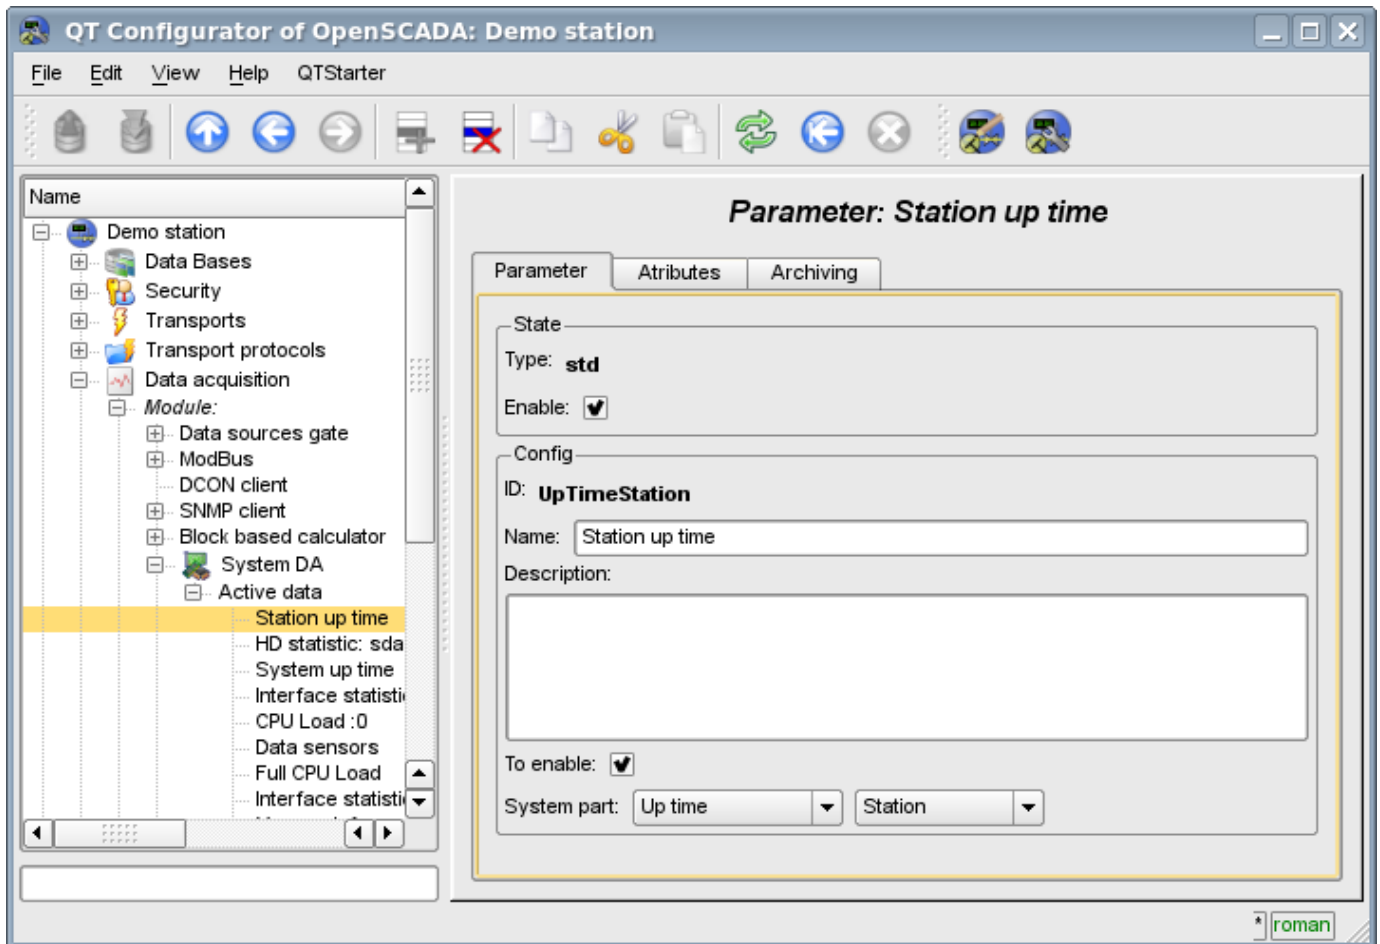 QT Configurator of OpenSCADA: Demo station
File Edit View Help QTStarter
Name
Demo station
Data Bases
Security
Transports
Transport protocols
Data acquisition
Module:
Data sources gate
ModBus
DCON client
SNMP client
Block based calculator
System DA
Active data
Station up time
HD statistic: sda
System up time
Interface statisti
CPU Load :0
Data sensors
Full CPU Load
Interface statisti
Parameter: Station up time
Parameter Atributes Archiving
State
Type: std
Enable:
Config
ID: UpTimeStation
Name: Station up time
Description:
To enable:
System part: Up time Station
* roman